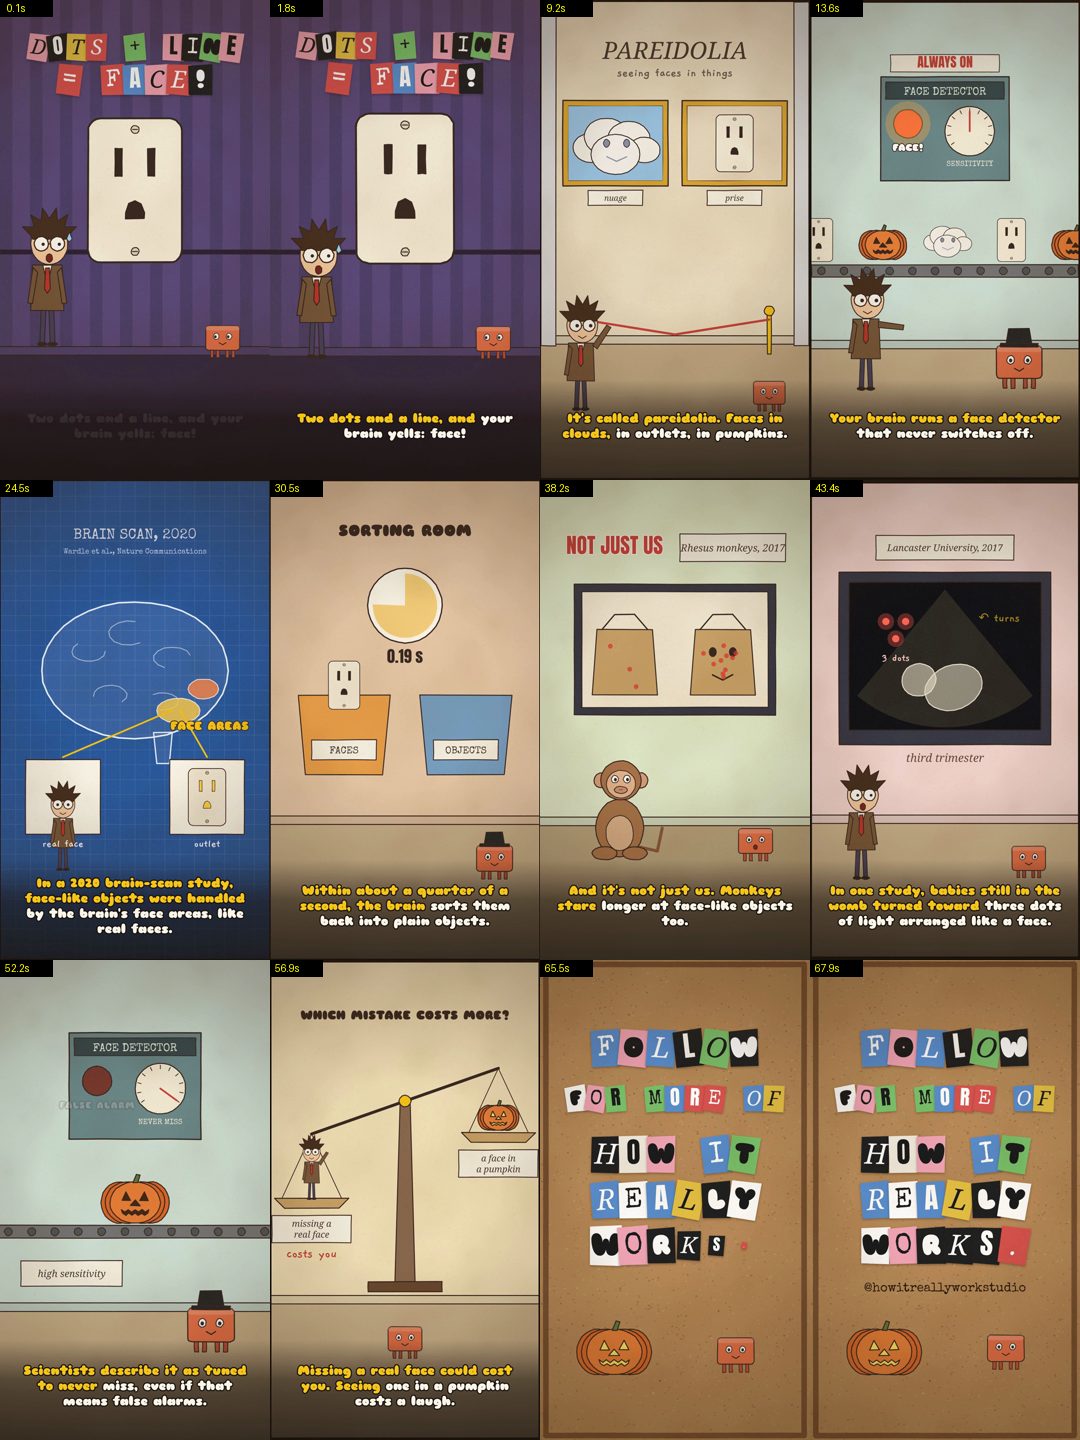 0.1s
DOTS + LINE
= FACE!
Two dots and a line, and your
brain yells: face!
1.8s
DOTS + LINE
= FACE!
Two dots and a line, and your
brain yells: face!
9.2s
PAREIDOLIA
seeing faces in things
nuage
prise
It's called pareidolia. Faces in
clouds, in outlets, in pumpkins.
13.6s
ALWAYS ON
FACE DETECTOR
FACE!
SENSITIVITY
Your brain runs a face detector
that never switches off.
24.5s
BRAIN SCAN, 2020
Wardle et al., Nature Communications
FACE AREAS
real face
outlet
In a 2020 brain-scan study,
face-like objects were handled
by the brain's face areas, like
real faces.
30.5s
SORTING ROOM
0.19 s
FACES
OBJECTS
Within about a quarter of a
second, the brain sorts them
back into plain objects.
38.2s
NOT JUST US
Rhesus monkeys, 2017
And it's not just us. Monkeys
stare longer at face-like objects
too.
43.4s
Lancaster University, 2017
turns
3 dots
third trimester
In one study, babies still in the
womb turned toward three dots
of light arranged like a face.
52.2s
FACE DETECTOR
FALSE ALARM
NEVER MISS
high sensitivity
Scientists describe it as tuned
to never miss, even if that
means false alarms.
56.9s
WHICH MISTAKE COSTS MORE?
a face in
a pumpkin
missing a
real face
costs you
Missing a real face could cost
you. Seeing one in a pumpkin
costs a laugh.
65.5s
FOLLOW
FOR MORE OF
HOW IT
REALLY
WORKS
67.9s
FOLLOW
FOR MORE OF
HOW IT
REALLY
WORKS.
@howitreallyworkstudio